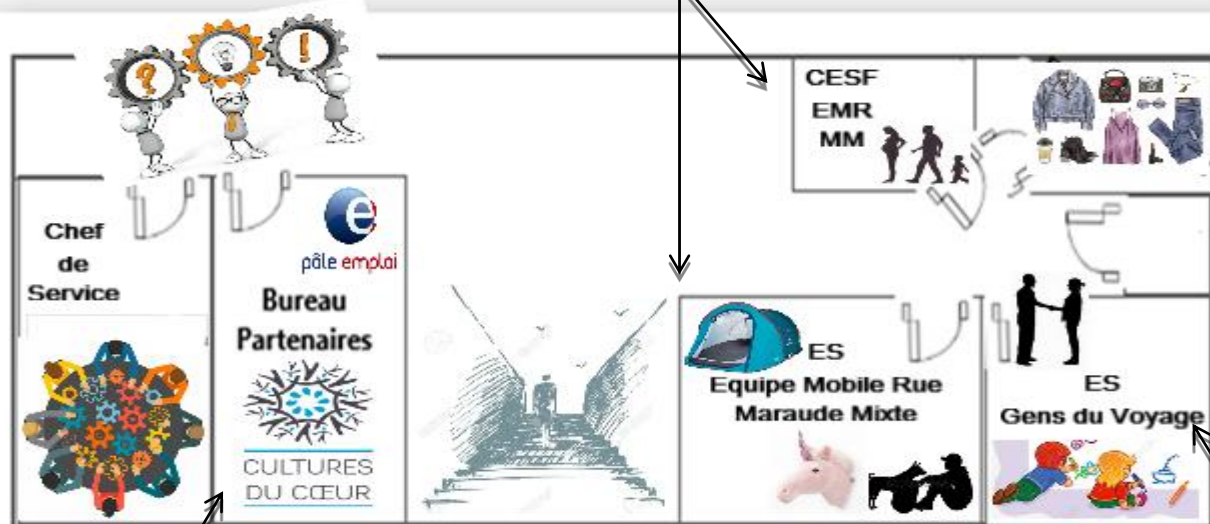 ?
!
CESF
EMR
MM
Chef
de
Service
e
pôle emploi
Bureau
Partenaires
CULTURES
DU CŒUR
ES
Equipe Mobile Rue
Maraude Mixte
ES
Gens du Voyage